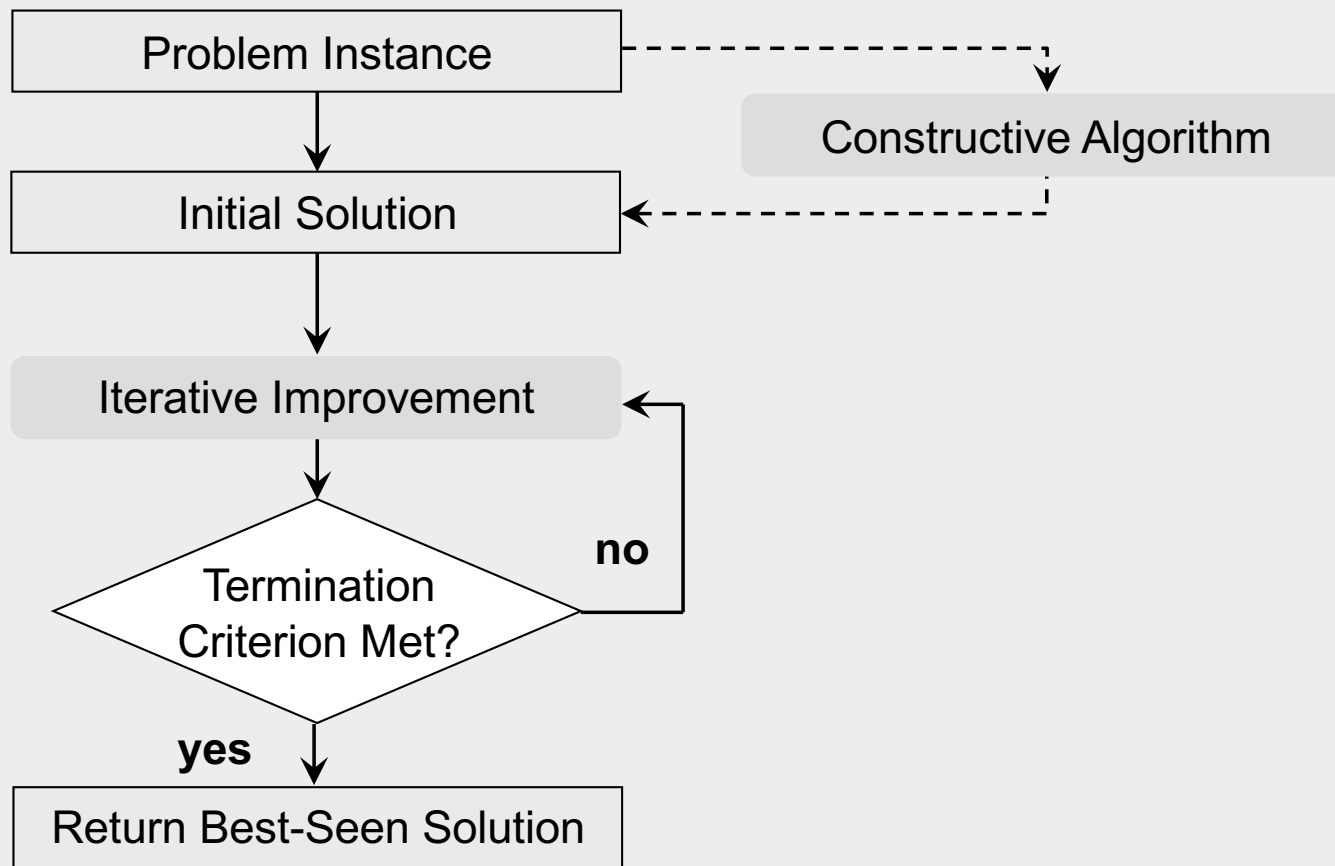 Problem Instance
Constructive Algorithm
Initial Solution
Iterative Improvement
no
Termination
Criterion Met?
yes
Return Best-Seen Solution